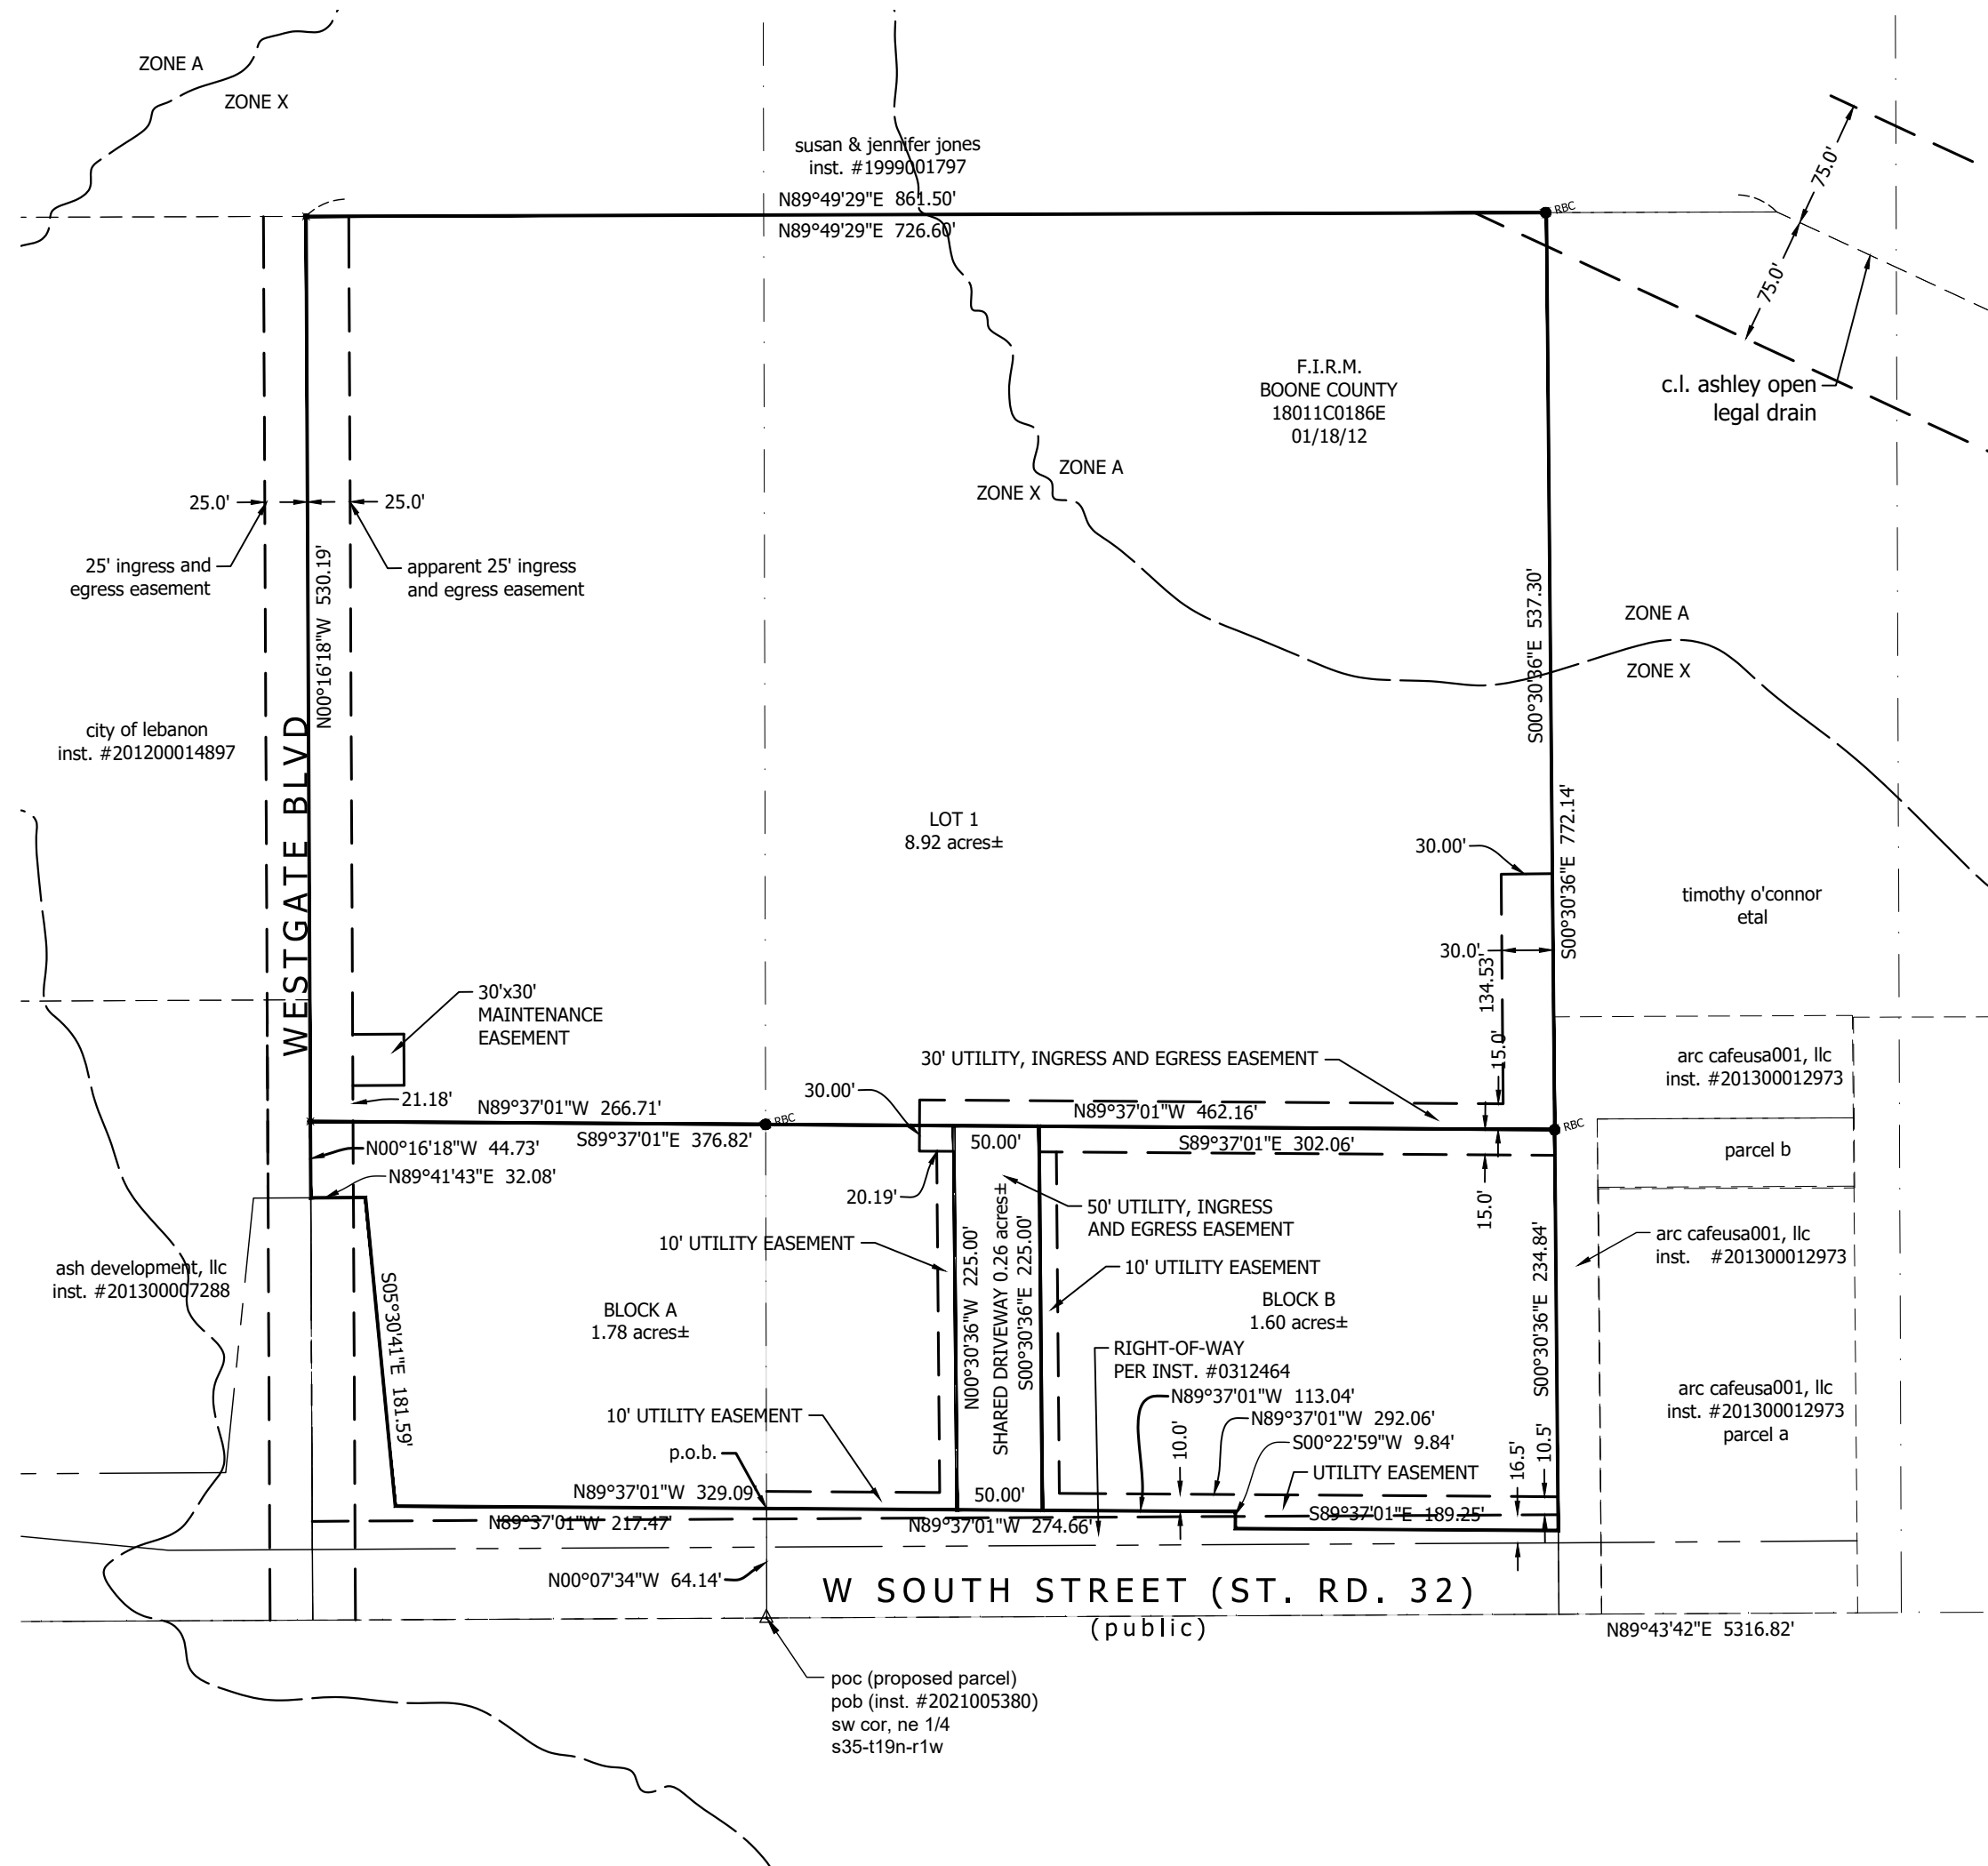 ZONE A
ZONE X
susan & jennifer jones
inst. #1999001797
N89°49'29"E 861.50'
N89°49'29"E 726.60'
RBC
75.0'
75.0'
c.l. ashley open
legal drain
F.I.R.M.
BOONE COUNTY
18011C0186E
01/18/12
ZONE A
ZONE X
25.0'
25.0'
25' ingress and
egress easement
apparent 25' ingress
and egress easement
N00°16'18"W 530.19'
S00°30'36"E 537.30'
ZONE A
ZONE X
city of lebanon
inst. #201200014897
WESTGATE BLVD
LOT 1
8.92 acres±
S00°30'36"E 772.14'
30.00'
timothy o'connor
etal
30.0'
134.53'
15.0'
30'x30'
MAINTENANCE
EASEMENT
30' UTILITY, INGRESS AND EGRESS EASEMENT
arc cafeusa001, llc
inst. #201300012973
21.18'
30.00'
N89°37'01"W 266.71'
RBC
N89°37'01"W 462.16'
RBC
S89°37'01"E 376.82'
50.00'
S89°37'01"E 302.06'
parcel b
N00°16'18"W 44.73'
N89°41'43"E 32.08'
20.19'
15.0'
50' UTILITY, INGRESS
AND EGRESS EASEMENT
10' UTILITY EASEMENT
arc cafeusa001, llc
inst. #201300012973
ash development, llc
inst. #201300007288
10' UTILITY EASEMENT
S05°30'41"E 181.59'
BLOCK A
1.78 acres±
N00°30'36"W 225.00'
SHARED DRIVEWAY 0.26 acres±
S00°30'36"E 225.00'
BLOCK B
1.60 acres±
S00°30'36"E 234.84'
RIGHT-OF-WAY
PER INST. #0312464
N89°37'01"W 113.04'
N89°37'01"W 292.06'
S00°22'59"W 9.84'
UTILITY EASEMENT
arc cafeusa001, llc
inst. #201300012973
parcel a
10' UTILITY EASEMENT
p.o.b.
10.0'
16.5'
10.5'
N89°37'01"W 329.09'
50.00'
N89°37'01"W 217.47'
N89°37'01"W 274.66'
S89°37'01"E 189.25'
N00°07'34"W 64.14'
W SOUTH STREET (ST. RD. 32)
(public)
N89°43'42"E 5316.82'
poc (proposed parcel)
pob (inst. #2021005380)
sw cor, ne 1/4
s35-t19n-r1w